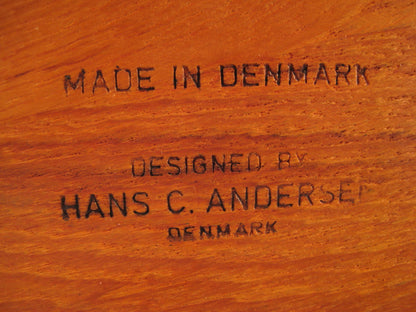 MADE IN DENMARK
DESIGNED BY
HANS C. ANDERSEN
DENMARK